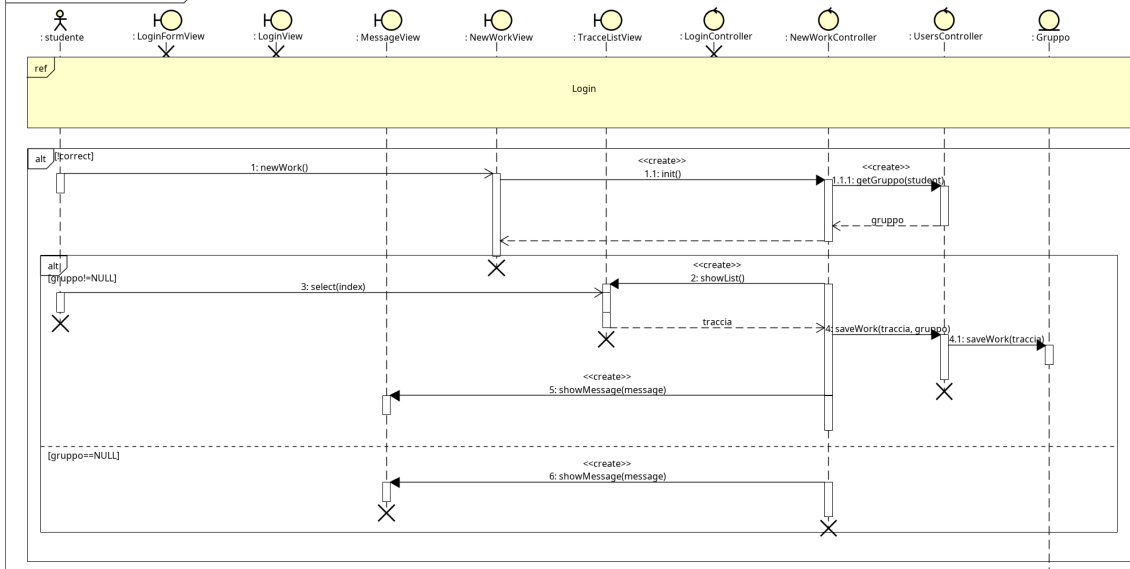 : studente
: LoginFormView
: LoginView
: MessageView
: NewWorkView
: TracceListView
: LoginController
: NewWorkController
: UsersController
: Gruppo
ref
Login
alt
[!correct]
1: newWork()
<<create>>
1.1: init()
<<create>>
1.1.1: getGruppo(student)
gruppo
alt
[gruppo!=NULL]
<<create>>
2: showList()
3: select(index)
traccia
4: saveWork(traccia, gruppo)
4.1: saveWork(traccia)
<<create>>
5: showMessage(message)
[gruppo==NULL]
<<create>>
6: showMessage(message)